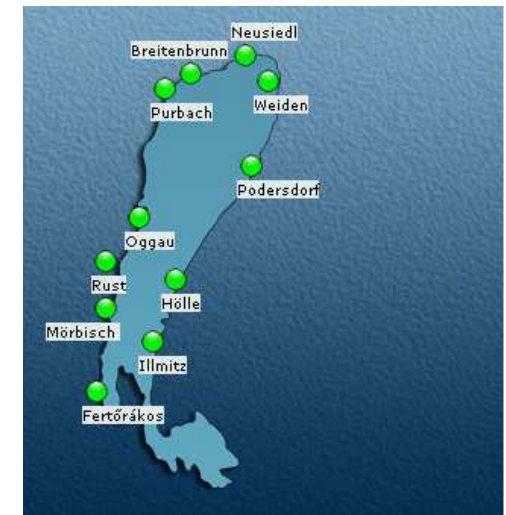 Neusiedl
Breitenbrunn
Weiden
Purbach
Podersdorf
Oggau
Rust
Hölle
Mörbisch
Illmitz
Fertőrákos